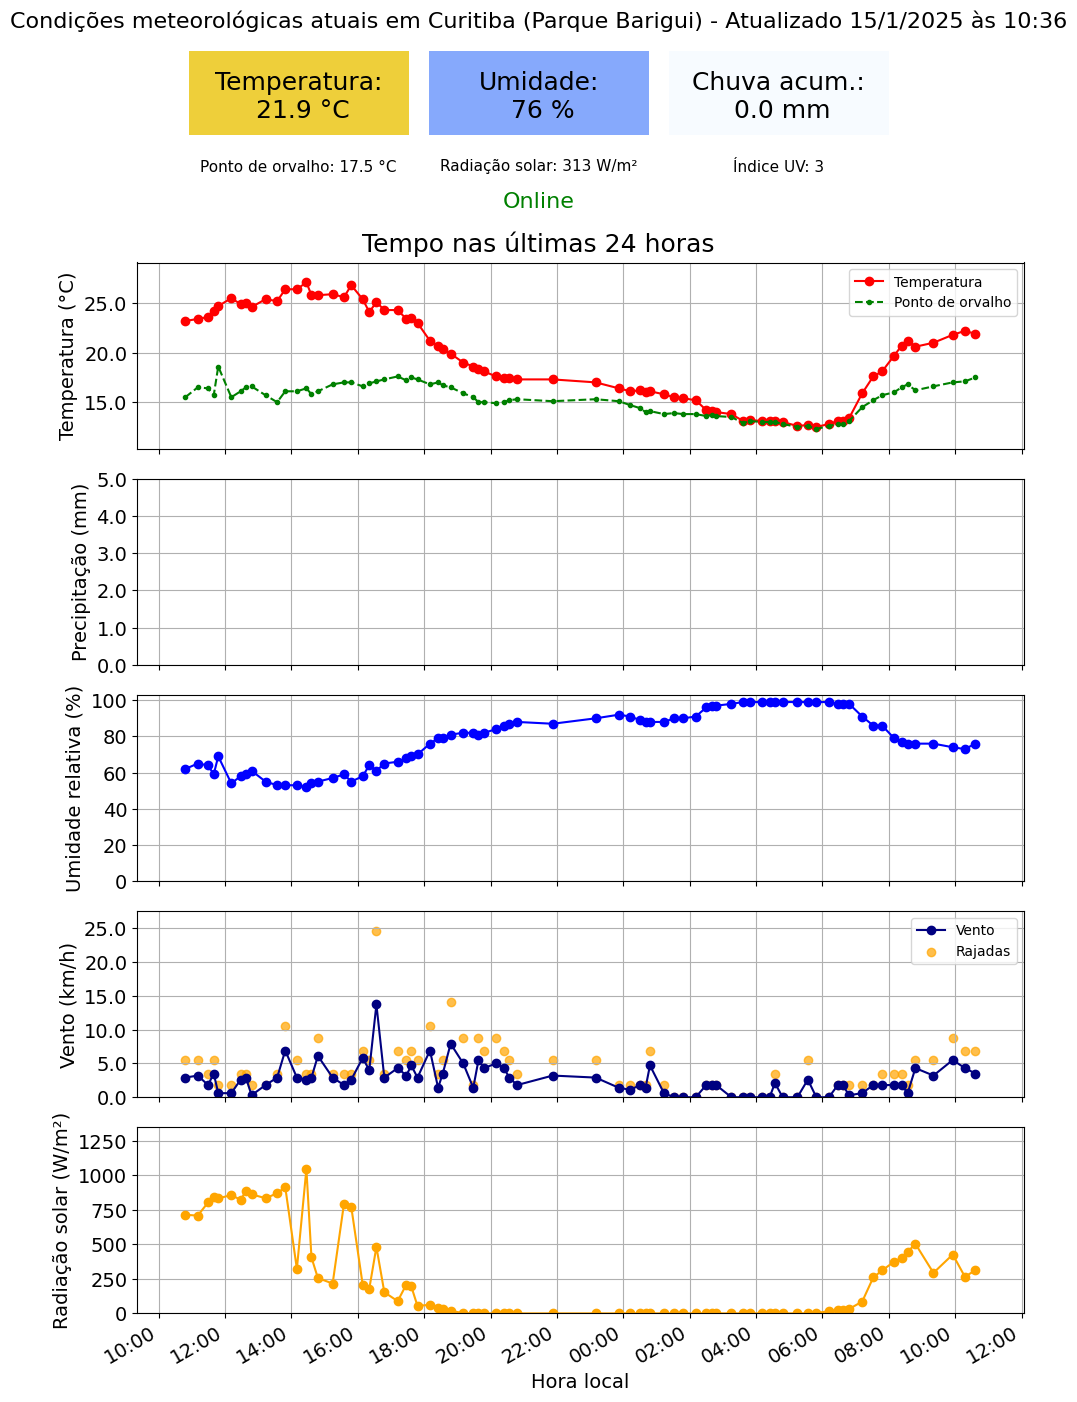 Condições meteorológicas atuais em Curitiba (Parque Barigui) - Atualizado 15/1/2025 às 10:36
Temperatura:
21.9 °C
Umidade:
76 %
Chuva acum.:
0.0 mm
Ponto de orvalho: 17.5 °C
Radiação solar: 313 W/m²
Índice UV: 3
Online
Tempo nas últimas 24 horas
Temperatura (°C)
25.0
20.0
15.0
Temperatura
Ponto de orvalho
Precipitação (mm)
5.0
4.0
3.0
2.0
1.0
0.0
Umidade relativa (%)
100
80
60
40
20
0
Vento (km/h)
25.0
20.0
15.0
10.0
5.0
0.0
Vento
Rajadas
Radiação solar (W/m²)
1250
1000
750
500
250
0
10:00
12:00
14:00
16:00
18:00
20:00
22:00
00:00
02:00
04:00
06:00
08:00
10:00
12:00
Hora local